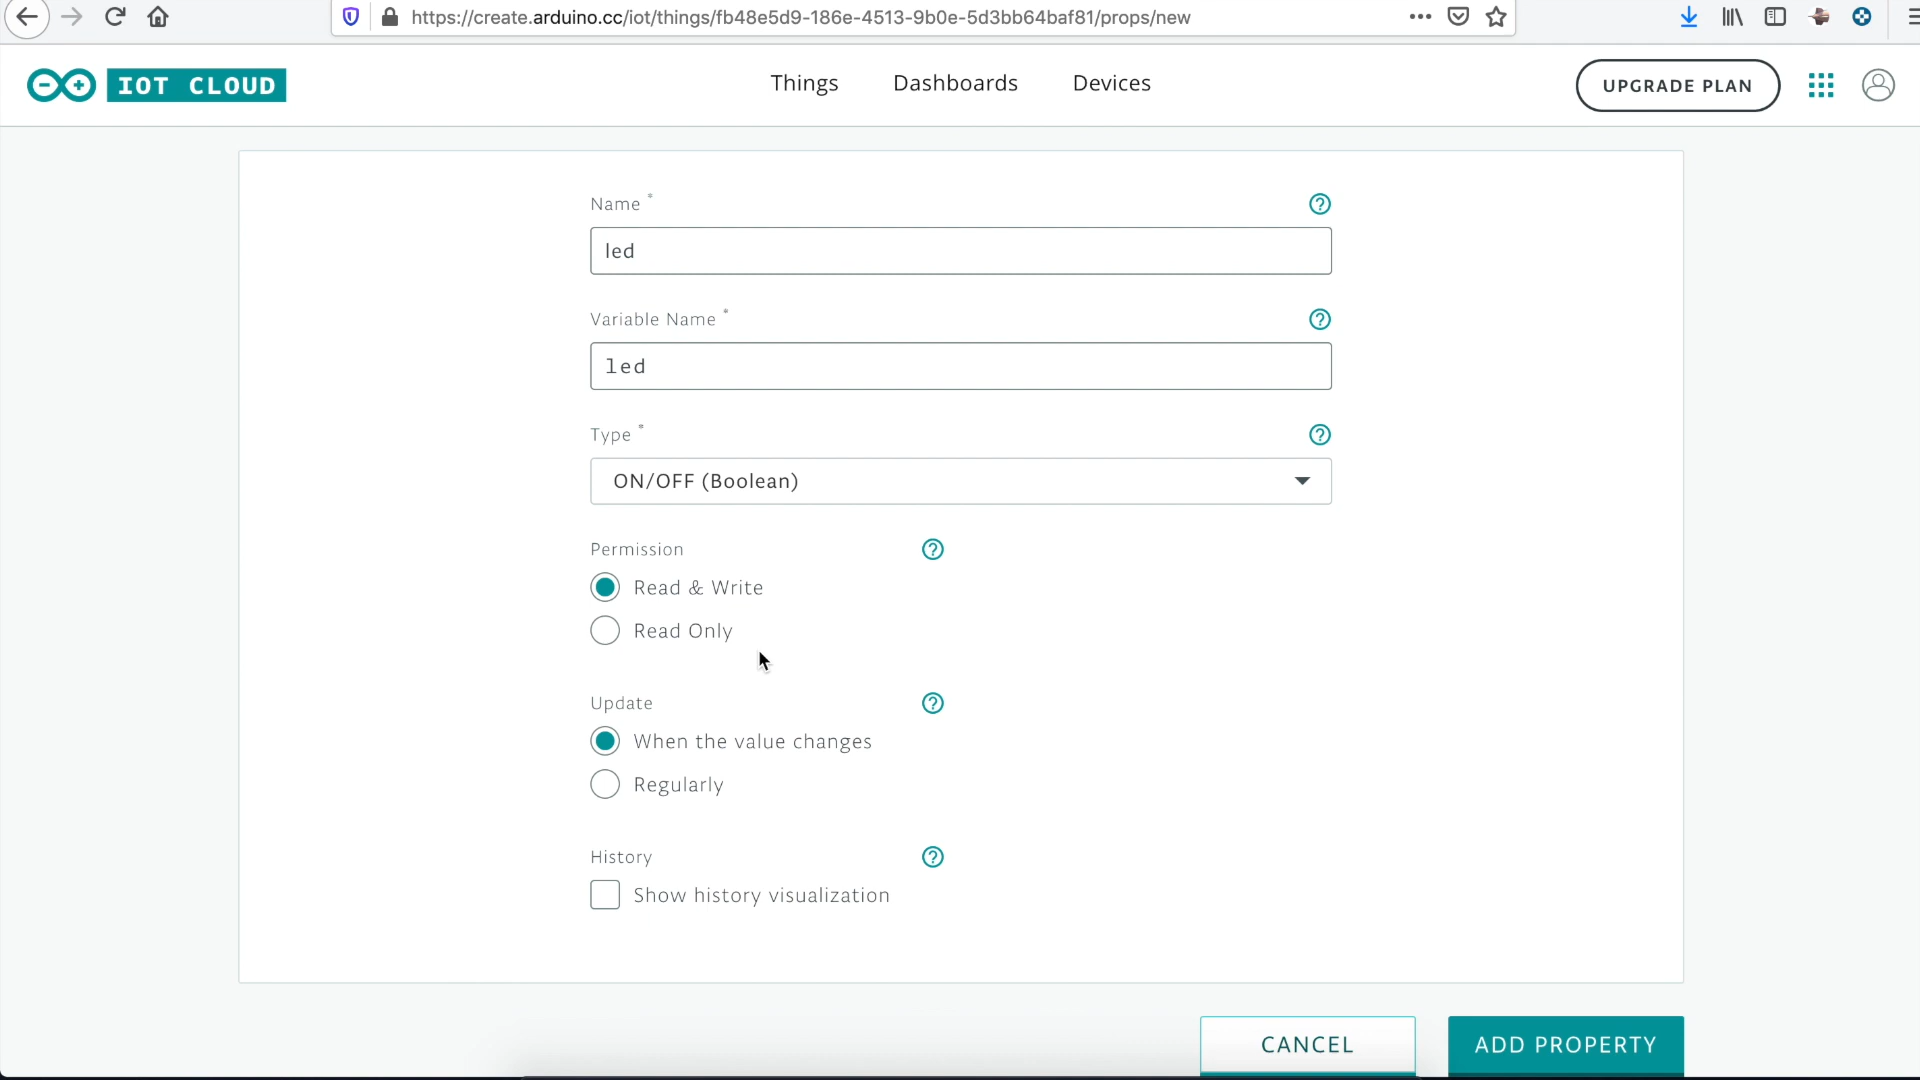 https://create.arduino.cc/iot/things/fb48e5d9-186e-4513-9b0e-5d3bb64baf81/props/new
IOT CLOUD
Things
Dashboards
Devices
UPGRADE PLAN
Name *
led
Variable Name *
led
Type *
ON/OFF (Boolean)
Permission
Read & Write
Read Only
Update
When the value changes
Regularly
History
Show history visualization
CANCEL
ADD PROPERTY